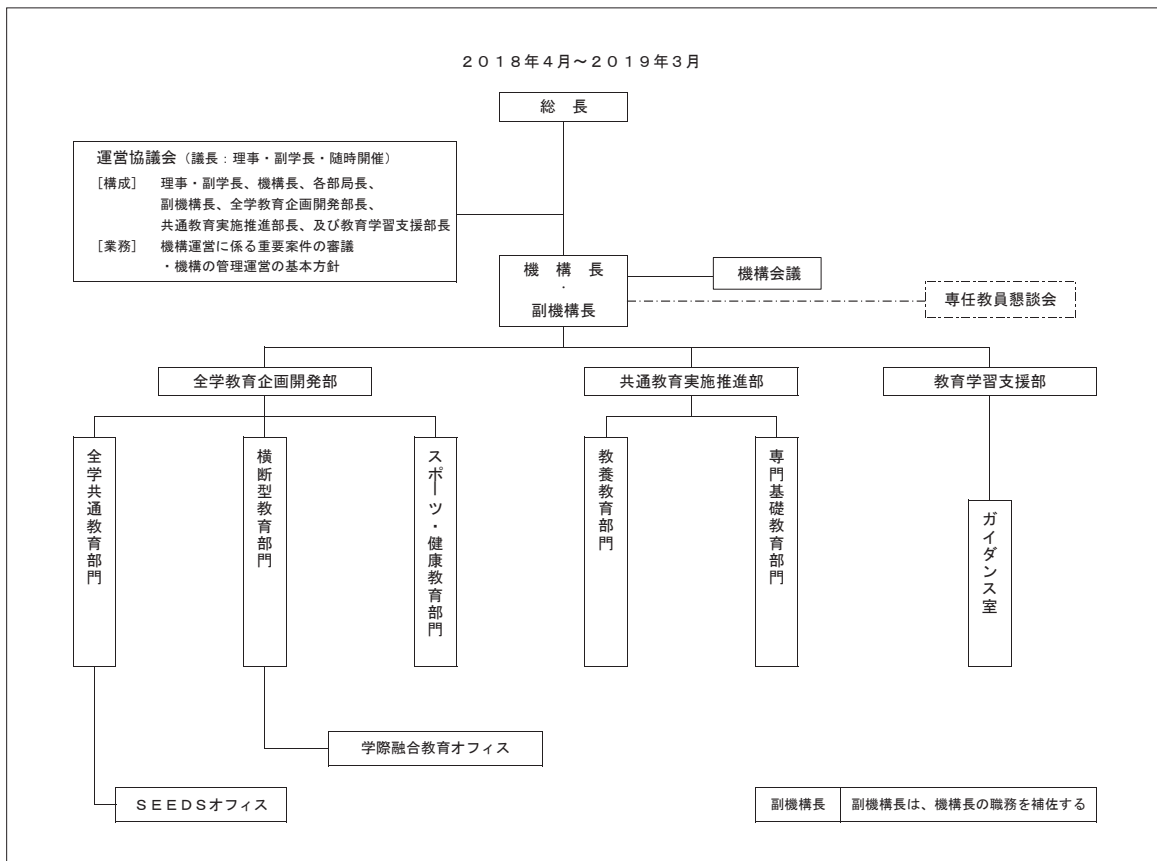 ２０１８年４月～２０１９年３月
総　長
運営協議会（議長：理事・副学長・随時開催）
［構成］　理事・副学長、機構長、各部局長、
副機構長、全学教育企画開発部長、
共通教育実施推進部長、及び教育学習支援部長
［業務］　機構運営に係る重要案件の審議
・機構の管理運営の基本方針
機　構　長
・
副機構長
機構会議
専任教員懇談会
全学教育企画開発部
共通教育実施推進部
教育学習支援部
全学共通教育部門
横断型教育部門
スポーツ・健康教育部門
教養教育部門
専門基礎教育部門
ガイダンス室
学際融合教育オフィス
ＳＥＥＤＳオフィス
副機構長　副機構長は、機構長の職務を補佐する